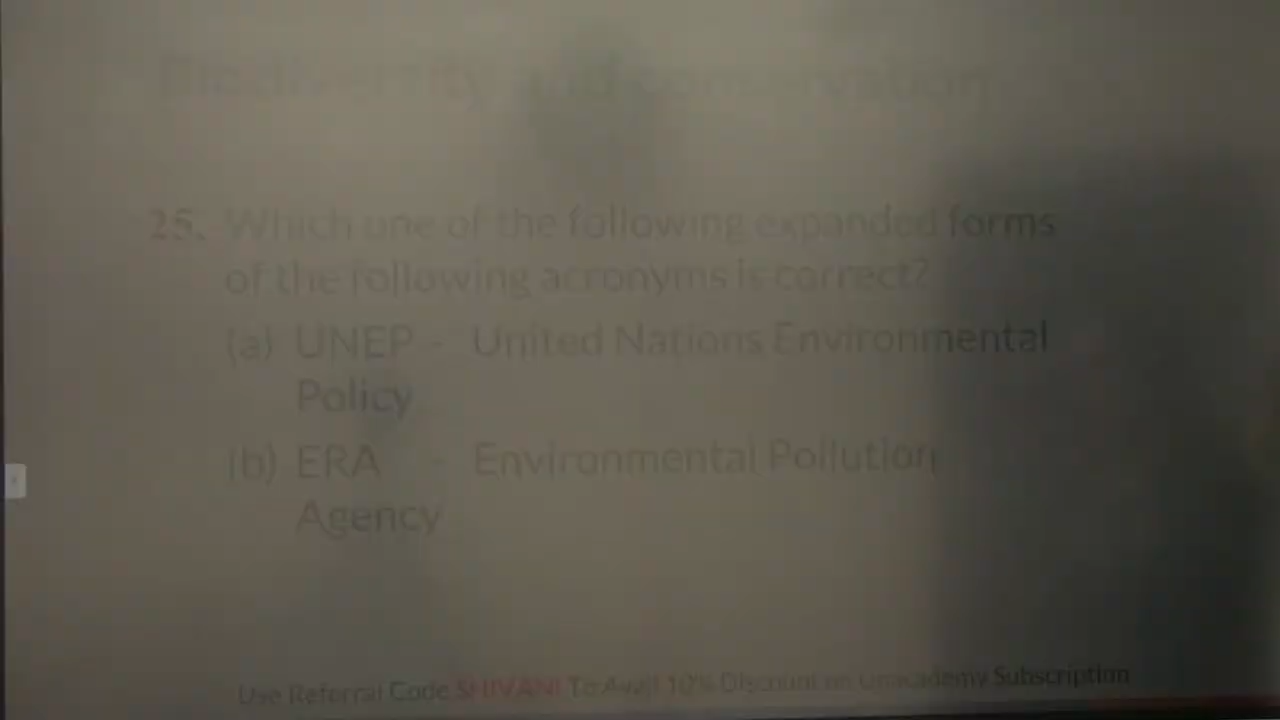 Biodiversity and conservation
25. Which one of the following expanded forms
of the following acronyms is correct?
(a) UNEP - United Nations Environmental
Policy
(b) ERA - Environmental Pollution
Agency
Use Referral Code SHIVANI To Avail 10% Discount on Unacademy Subscription